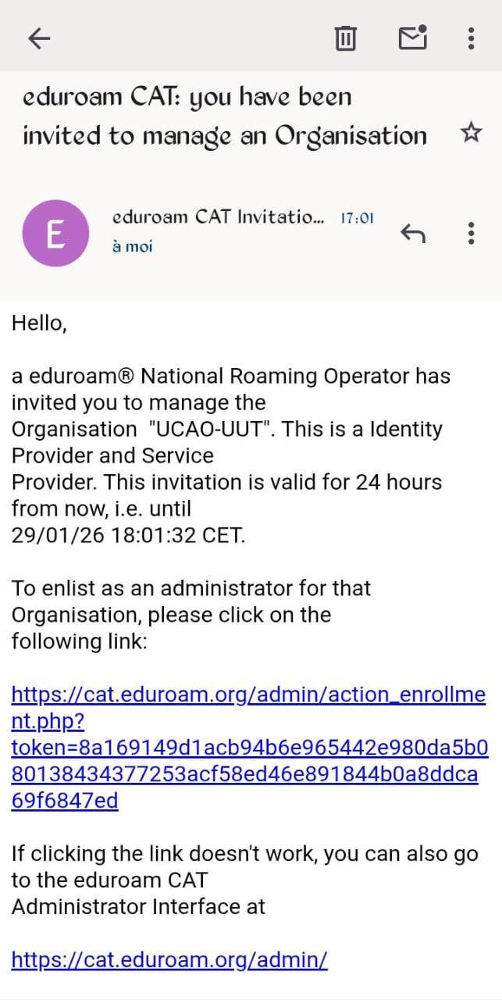 eduroam CAT: you have been
invited to manage an Organisation
E
eduroam CAT Invitatio... 17:01
à moi
Hello,
a eduroam® National Roaming Operator has
invited you to manage the
Organisation  "UCAO-UUT". This is a Identity
Provider and Service
Provider. This invitation is valid for 24 hours
from now, i.e. until
29/01/26 18:01:32 CET.
To enlist as an administrator for that
Organisation, please click on the
following link:
https://cat.eduroam.org/admin/action_enrollme
nt.php?
token=8a169149d1acb94b6e965442e980da5b0
80138434377253acf58ed46e891844b0a8ddca
69f6847ed
If clicking the link doesn't work, you can also go
to the eduroam CAT
Administrator Interface at
https://cat.eduroam.org/admin/